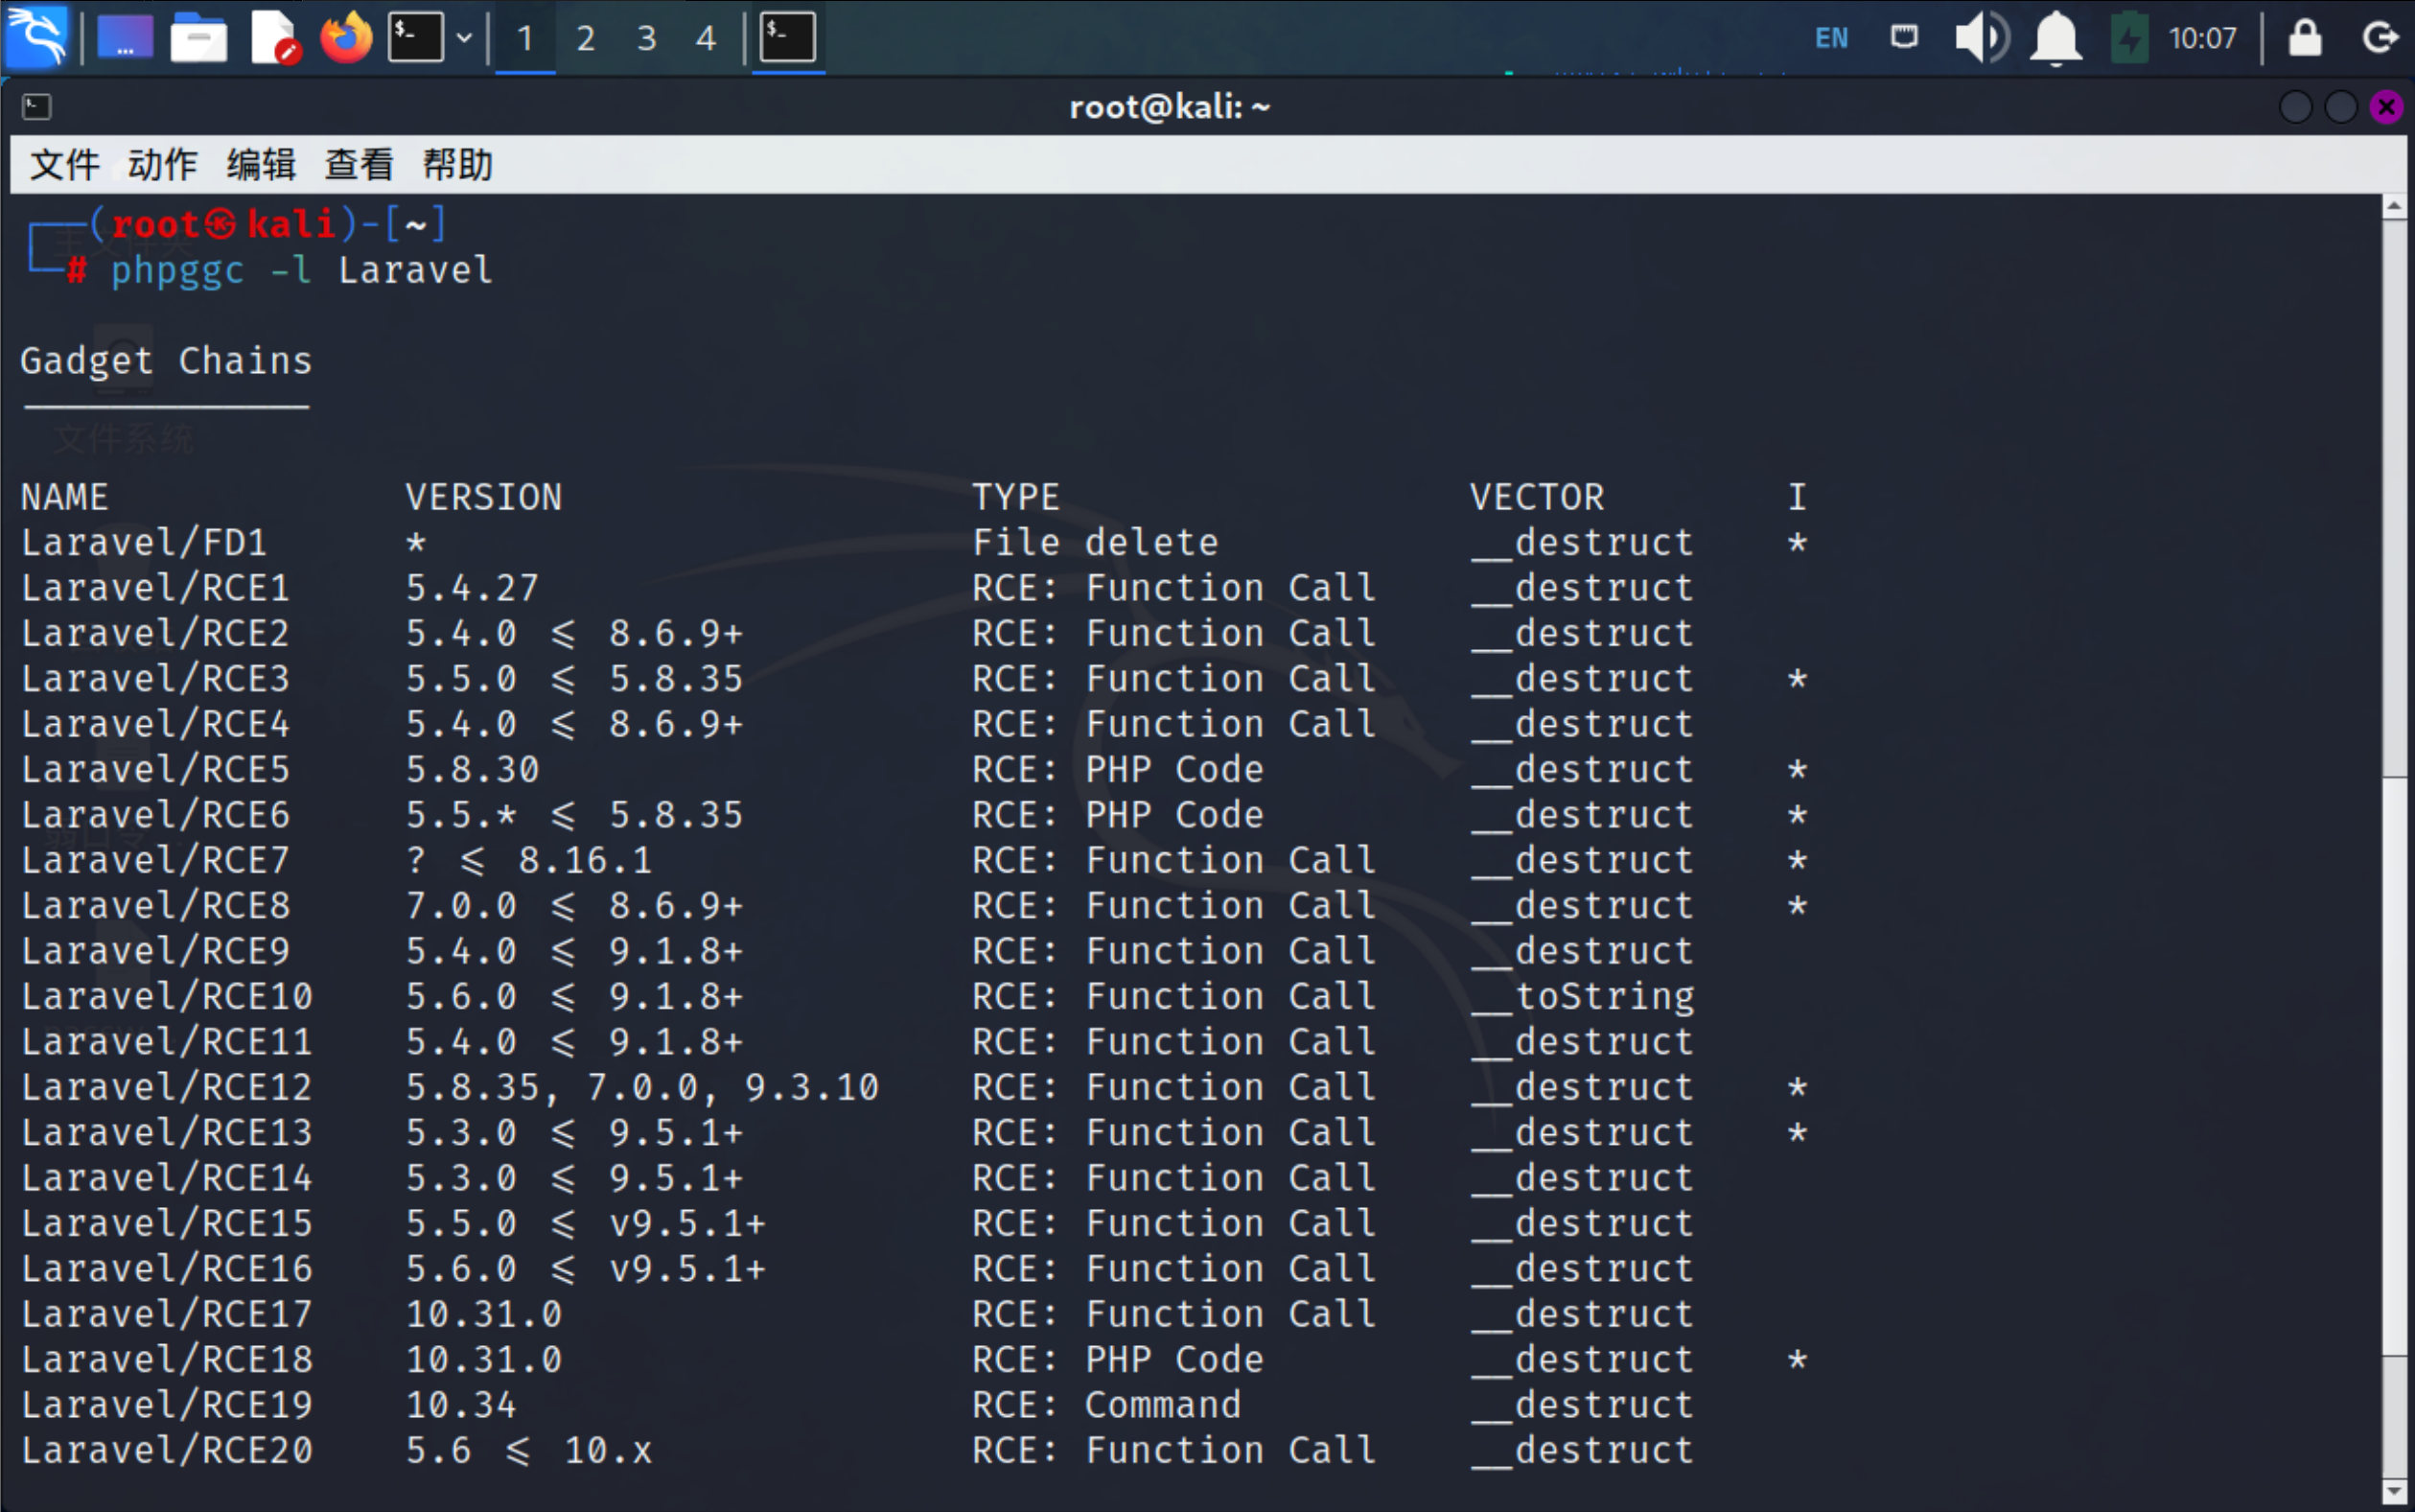 1 2 3 4 EN 10:07
root@kali: ~
文件 动作 编辑 查看 帮助
(root㉿kali)-[~]
# phpggc -l Laravel
Gadget Chains
文件系统
NAME VERSION TYPE VECTOR I
Laravel/FD1 * File delete __destruct *
Laravel/RCE1 5.4.27 RCE: Function Call __destruct
Laravel/RCE2 5.4.0 ≤ 8.6.9+ RCE: Function Call __destruct
Laravel/RCE3 5.5.0 ≤ 5.8.35 RCE: Function Call __destruct *
Laravel/RCE4 5.4.0 ≤ 8.6.9+ RCE: Function Call __destruct
Laravel/RCE5 5.8.30 RCE: PHP Code __destruct *
Laravel/RCE6 5.5.* ≤ 5.8.35 RCE: PHP Code __destruct *
Laravel/RCE7 ? ≤ 8.16.1 RCE: Function Call __destruct *
Laravel/RCE8 7.0.0 ≤ 8.6.9+ RCE: Function Call __destruct *
Laravel/RCE9 5.4.0 ≤ 9.1.8+ RCE: Function Call __destruct
Laravel/RCE10 5.6.0 ≤ 9.1.8+ RCE: Function Call __toString
Laravel/RCE11 5.4.0 ≤ 9.1.8+ RCE: Function Call __destruct
Laravel/RCE12 5.8.35, 7.0.0, 9.3.10 RCE: Function Call __destruct *
Laravel/RCE13 5.3.0 ≤ 9.5.1+ RCE: Function Call __destruct *
Laravel/RCE14 5.3.0 ≤ 9.5.1+ RCE: Function Call __destruct
Laravel/RCE15 5.5.0 ≤ v9.5.1+ RCE: Function Call __destruct
Laravel/RCE16 5.6.0 ≤ v9.5.1+ RCE: Function Call __destruct
Laravel/RCE17 10.31.0 RCE: Function Call __destruct
Laravel/RCE18 10.31.0 RCE: PHP Code __destruct *
Laravel/RCE19 10.34 RCE: Command __destruct
Laravel/RCE20 5.6 ≤ 10.x RCE: Function Call __destruct